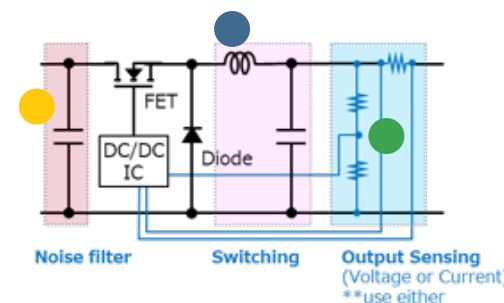 FET
DC/DC
IC
Diode
Noise filter
Switching
Output Sensing
(Voltage or Current)
**use either